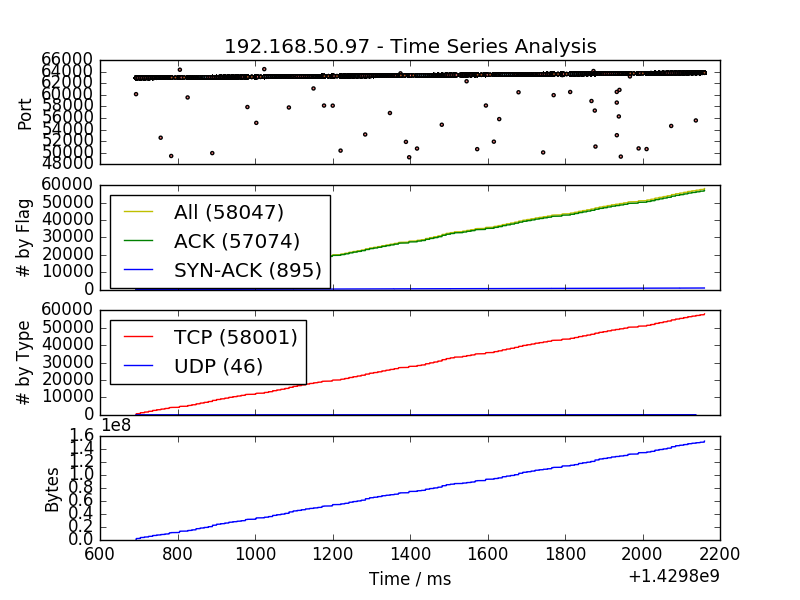 192.168.50.97 - Time Series Analysis
66000
64000
62000
60000
58000
56000
54000
52000
50000
48000
Port
60000
50000
40000
30000
20000
10000
0
# by Flag
All (58047)
ACK (57074)
SYN-ACK (895)
60000
50000
40000
30000
20000
10000
0
# by Type
TCP (58001)
UDP (46)
1e8
1.6
1.4
1.2
1.0
0.8
0.6
0.4
0.2
0.0
Bytes
600 800 1000 1200 1400 1600 1800 2000 2200
Time / ms
+1.4298e9